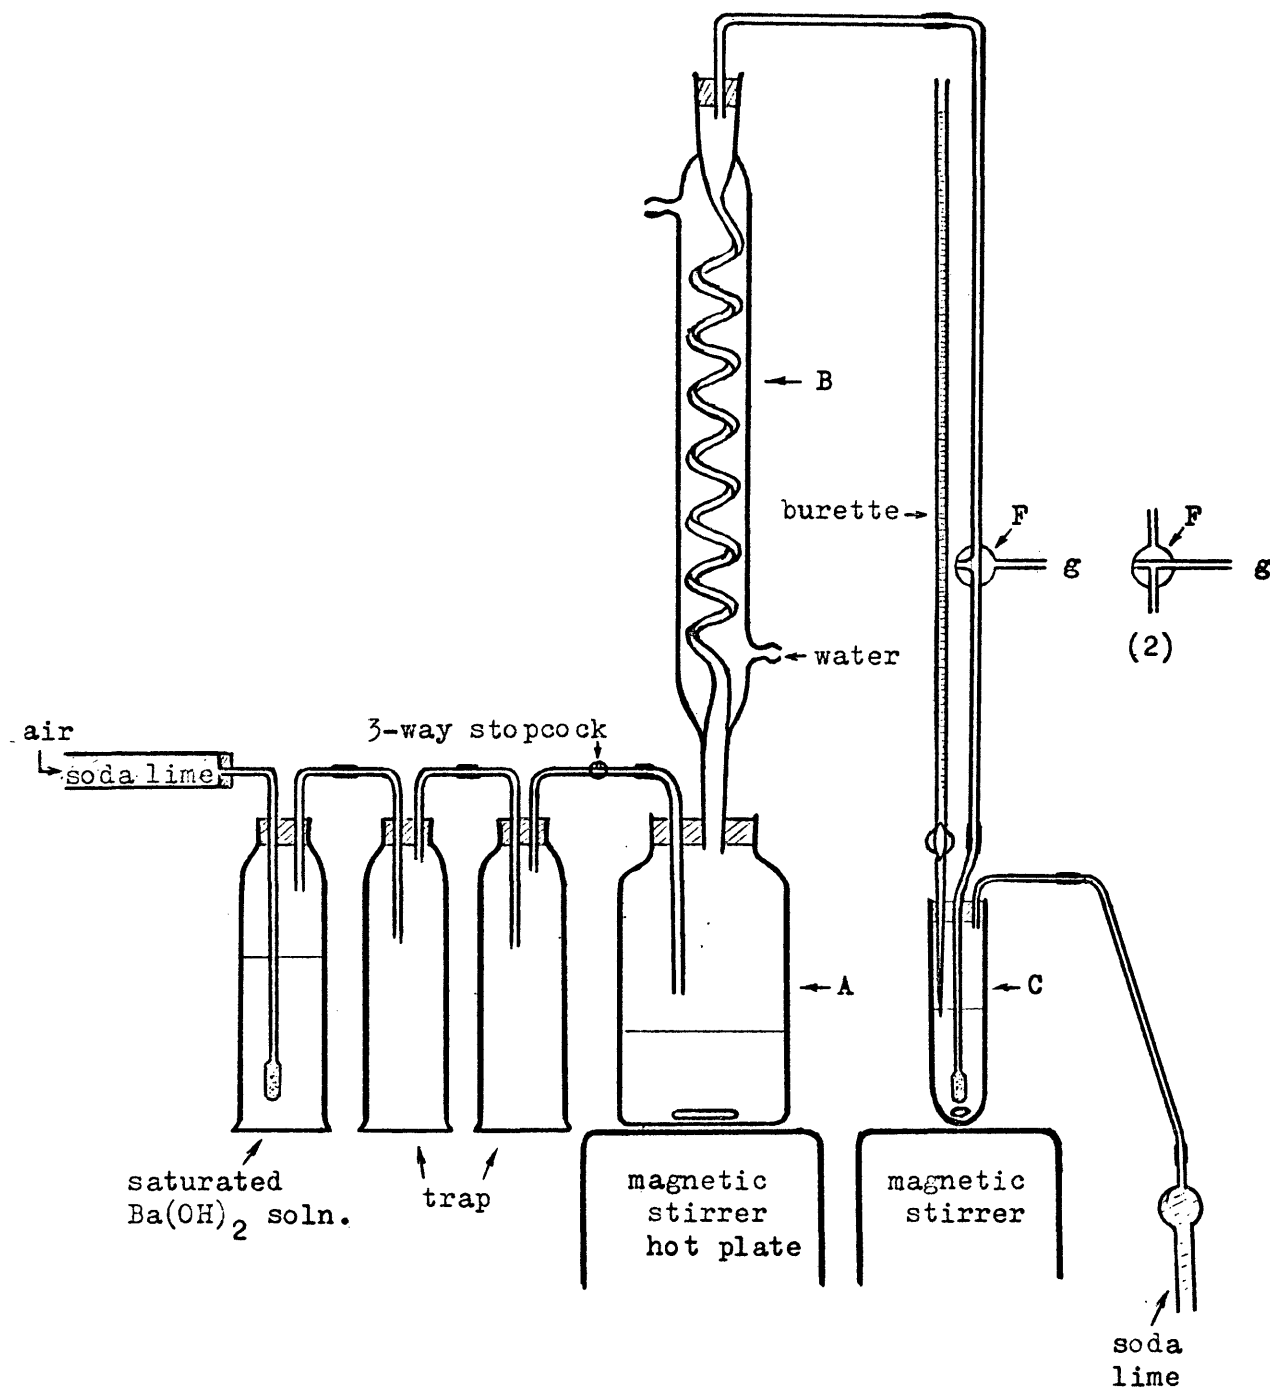 B
burette
F
g
F
g
(2)
water
air
soda lime
3-way stopcock
A
C
saturated
Ba(OH)2 soln.
trap
magnetic
stirrer
hot plate
magnetic
stirrer
soda
lime